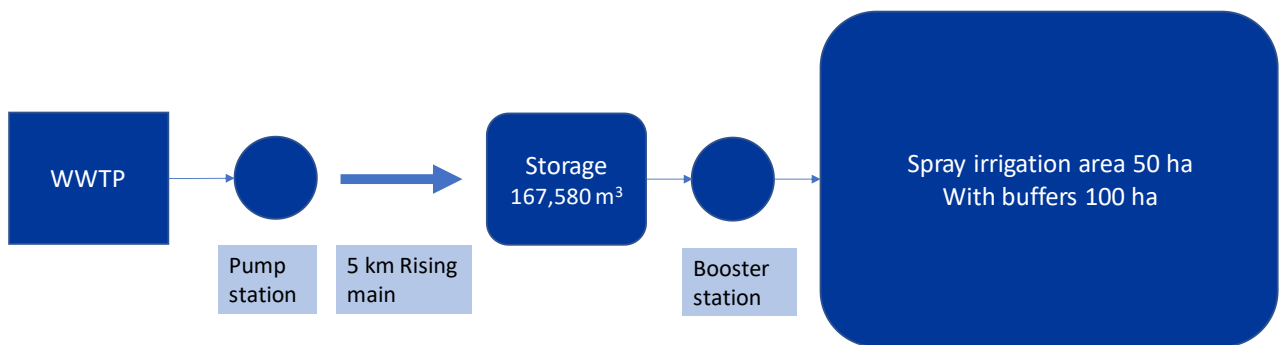 WWTP
Pump
station
5 km Rising
main
Storage
167,580 m³
Booster
station
Spray irrigation area 50 ha
With buffers 100 ha